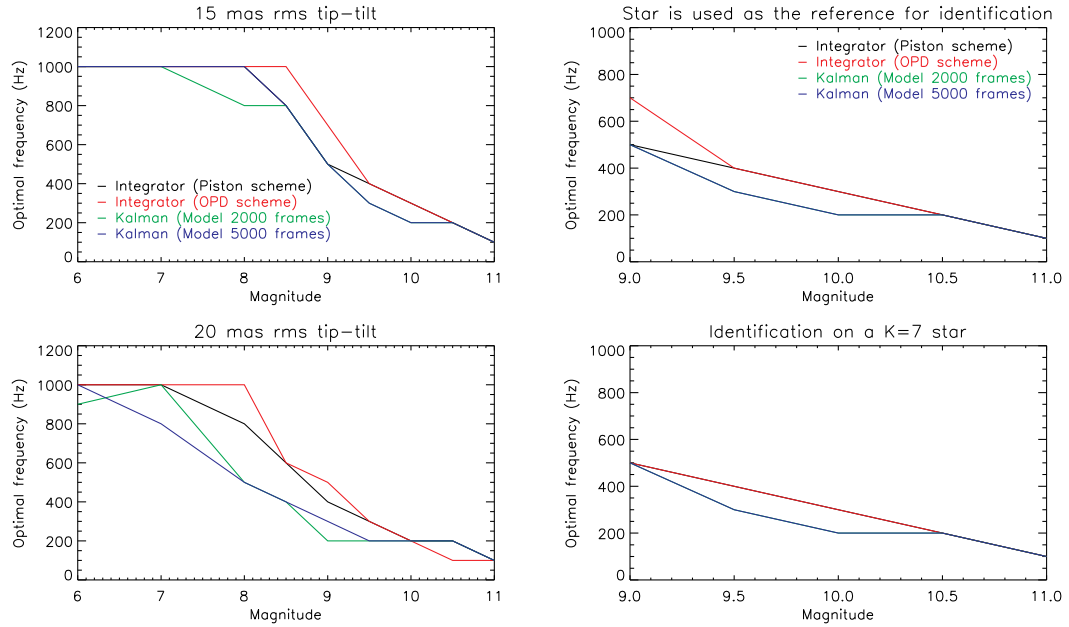 15 mas rms tip-tilt
1200
1000
800
600
400
200
0
Optimal frequency (Hz)
— Integrator (Piston scheme)
— Integrator (OPD scheme)
— Kalman (Model 2000 frames)
— Kalman (Model 5000 frames)
6 7 8 9 10 11
Magnitude
Star is used as the reference for identification
1000
800
600
400
200
0
Optimal frequency (Hz)
— Integrator (Piston scheme)
— Integrator (OPD scheme)
— Kalman (Model 2000 frames)
— Kalman (Model 5000 frames)
9.0 9.5 10.0 10.5 11.0
Magnitude
20 mas rms tip-tilt
1200
1000
800
600
400
200
0
Optimal frequency (Hz)
6 7 8 9 10 11
Magnitude
Identification on a K=7 star
1000
800
600
400
200
0
Optimal frequency (Hz)
9.0 9.5 10.0 10.5 11.0
Magnitude